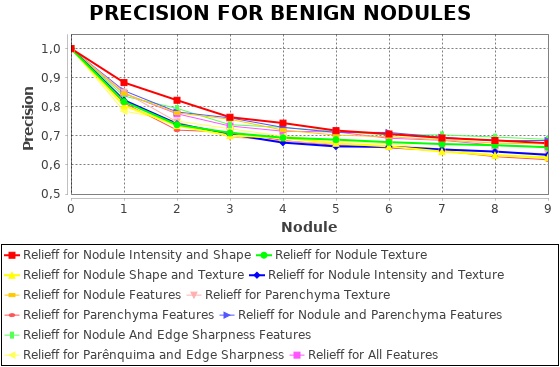 PRECISION FOR BENIGN NODULES
1,0
0,9
0,8
0,7
0,6
0,5
Precision
0 1 2 3 4 5 6 7 8 9
Nodule
Relieff for Nodule Intensity and Shape Relieff for Nodule Texture
Relieff for Nodule Shape and Texture Relieff for Nodule Intensity and Texture
Relieff for Nodule Features Relieff for Parenchyma Texture
Relieff for Parenchyma Features Relieff for Nodule and Parenchyma Features
Relieff for Nodule And Edge Sharpness Features
Relieff for Parênquima and Edge Sharpness Relieff for All Features